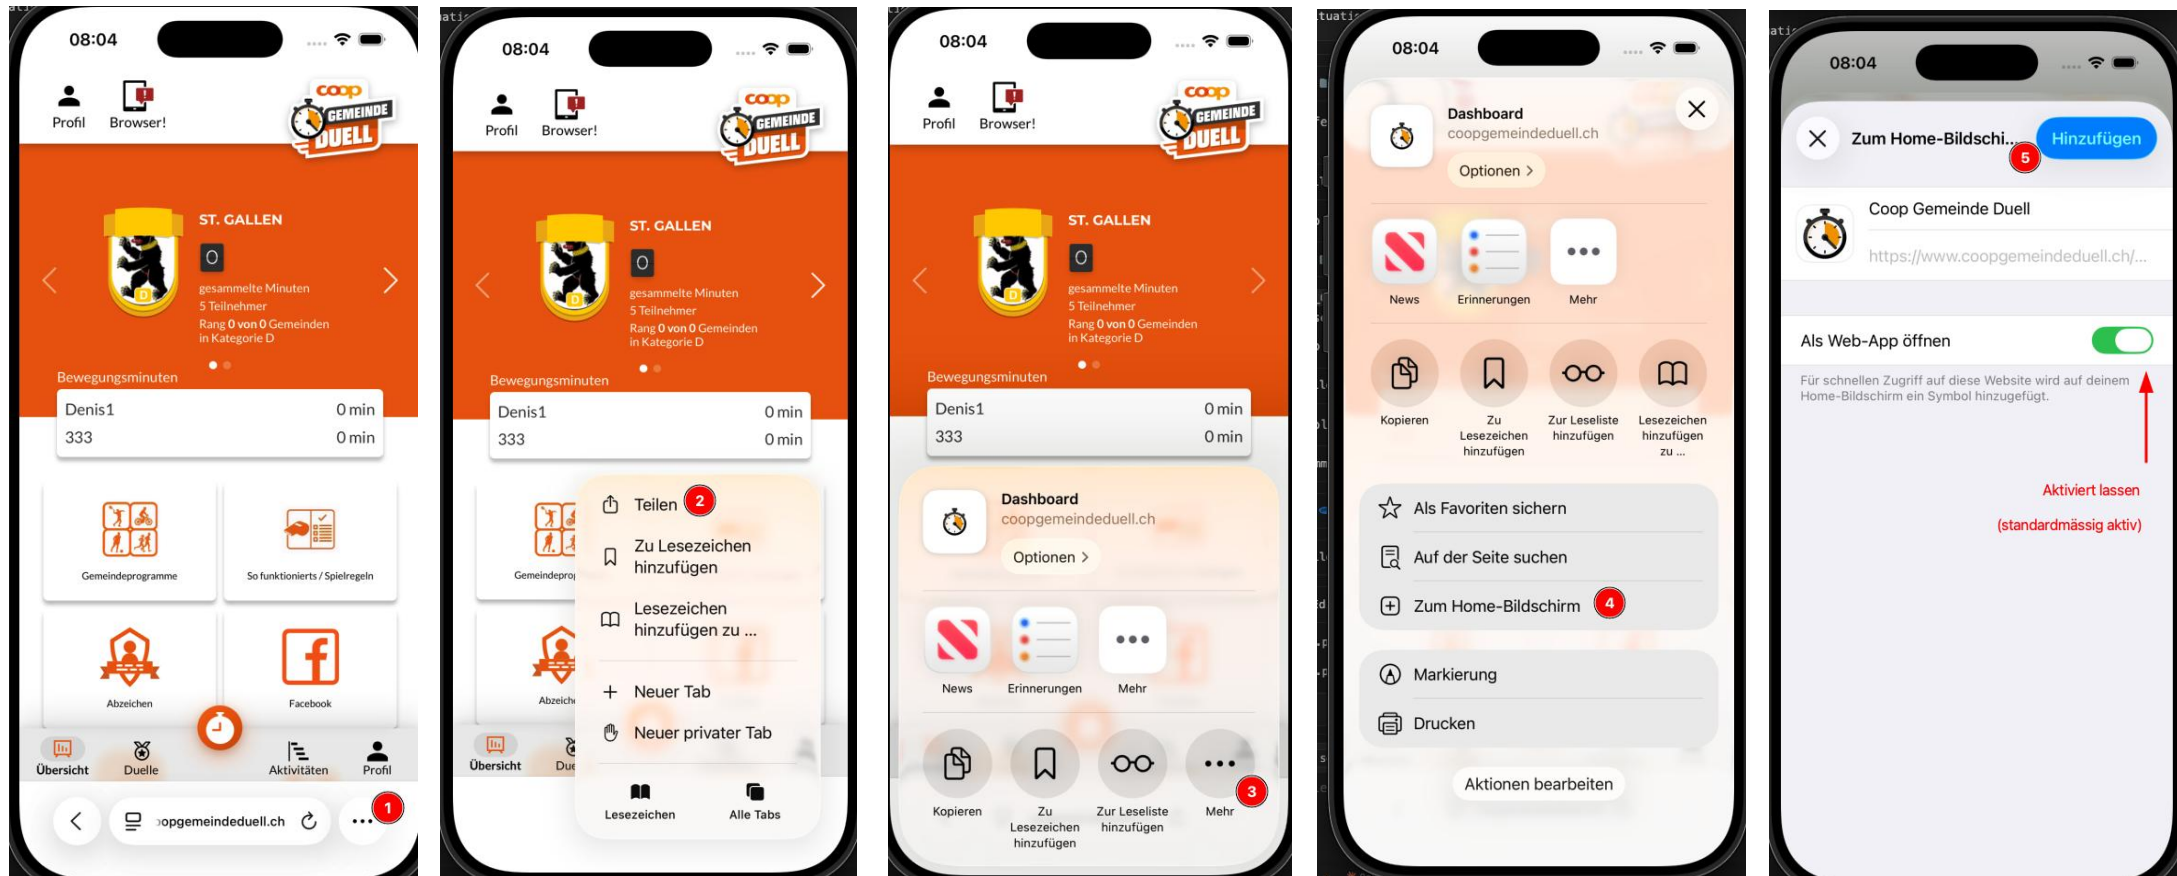 08:04
Profil
Browser!
coop
GEMEINDE
DUELL
ST. GALLEN
0
gesammelte Minuten
5 Teilnehmer
Rang 0 von 0 Gemeinden
in Kategorie D
D
Bewegungsminuten
Denis1 0 min
333 0 min
Gemeindeprogramme
So funktionierts / Spielregeln
Abzeichen
Facebook
Übersicht
Duelle
Aktivitäten
Profil
opgemeindeduell.ch
1
08:04
Profil
Browser!
coop
GEMEINDE
DUELL
ST. GALLEN
0
gesammelte Minuten
5 Teilnehmer
Rang 0 von 0 Gemeinden
in Kategorie D
D
Bewegungsminuten
Denis1 0 min
333 0 min
Teilen 2
Zu Lesezeichen
hinzufügen
Lesezeichen
hinzufügen zu ...
Neuer Tab
Neuer privater Tab
Lesezeichen
Alle Tabs
Gemeindeprog
Abzeiche
Übersicht
Due
08:04
Profil
Browser!
coop
GEMEINDE
DUELL
ST. GALLEN
0
gesammelte Minuten
5 Teilnehmer
Rang 0 von 0 Gemeinden
in Kategorie D
D
Bewegungsminuten
Denis1 0 min
333 0 min
Dashboard
coopgemeindeduell.ch
Optionen >
News
Erinnerungen
Mehr
Kopieren
Zu
Lesezeichen
hinzufügen
Zur Leseliste
hinzufügen
Mehr
3
08:04
Dashboard
coopgemeindeduell.ch
Optionen >
News
Erinnerungen
Mehr
Kopieren
Zu
Lesezeichen
hinzufügen
Zur Leseliste
hinzufügen
Lesezeichen
hinzufügen
zu ...
Als Favoriten sichern
Auf der Seite suchen
Zum Home-Bildschirm 4
Markierung
Drucken
Aktionen bearbeiten
08:04
Zum Home-Bildschi...
5
Hinzufügen
Coop Gemeinde Duell
https://www.coopgemeindeduell.ch/...
Als Web-App öffnen
Für schnellen Zugriff auf diese Website wird auf deinem
Home-Bildschirm ein Symbol hinzugefügt.
Aktiviert lassen
(standardmässig aktiv)